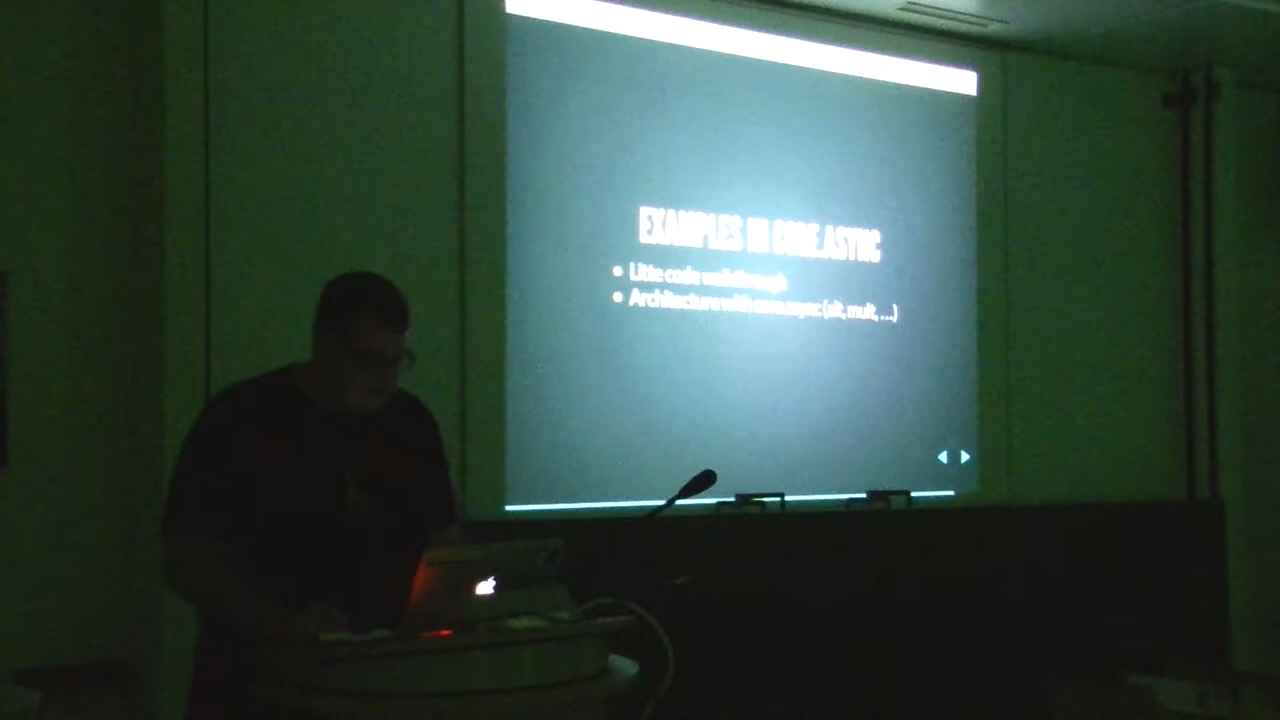 EXAMPLES IN CORE.ASYNC
Little code walkthrough
Architecture with core.async (alt, mult, ...)